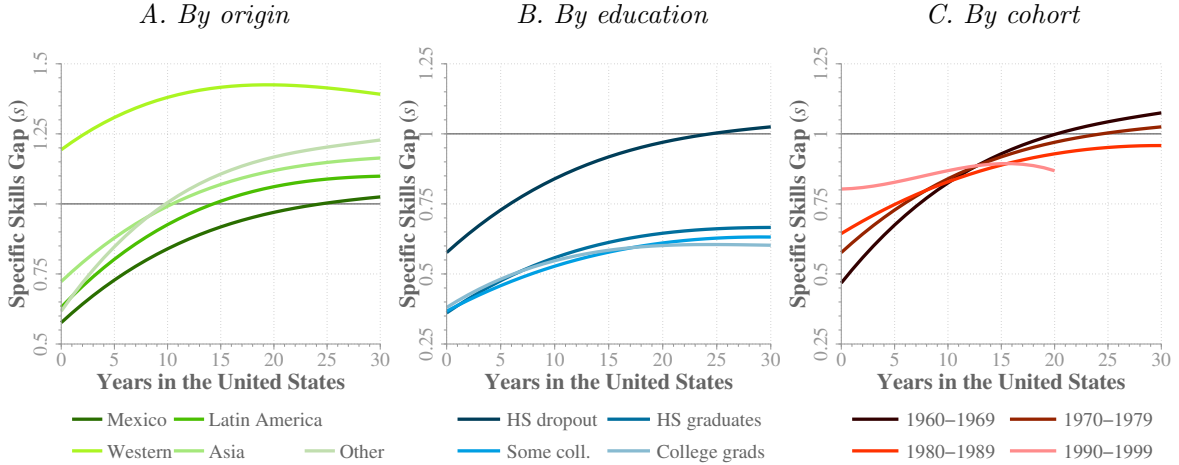 A. By origin
B. By education
C. By cohort
Specific Skills Gap (s)
1.5
1.25
1
0.75
0.5
0 5 10 15 20 25 30
Years in the United States
Mexico Latin America
Western Asia Other
Specific Skills Gap (s)
1.25
1
0.75
0.5
0.25
0 5 10 15 20 25 30
Years in the United States
HS dropout HS graduates
Some coll. College grads
Specific Skills Gap (s)
1.25
1
0.75
0.5
0.25
0 5 10 15 20 25 30
Years in the United States
1960–1969 1970–1979
1980–1989 1990–1999